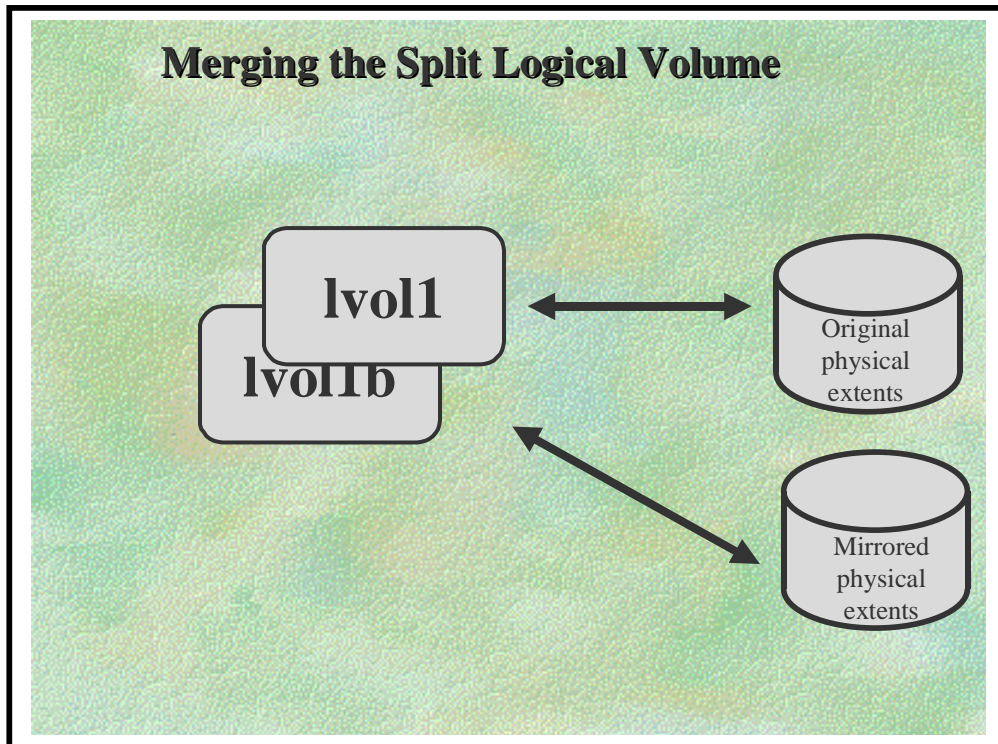 Merging the Split Logical Volume
lvol1
lvol1b
Original
physical
extents
Mirrored
physical
extents